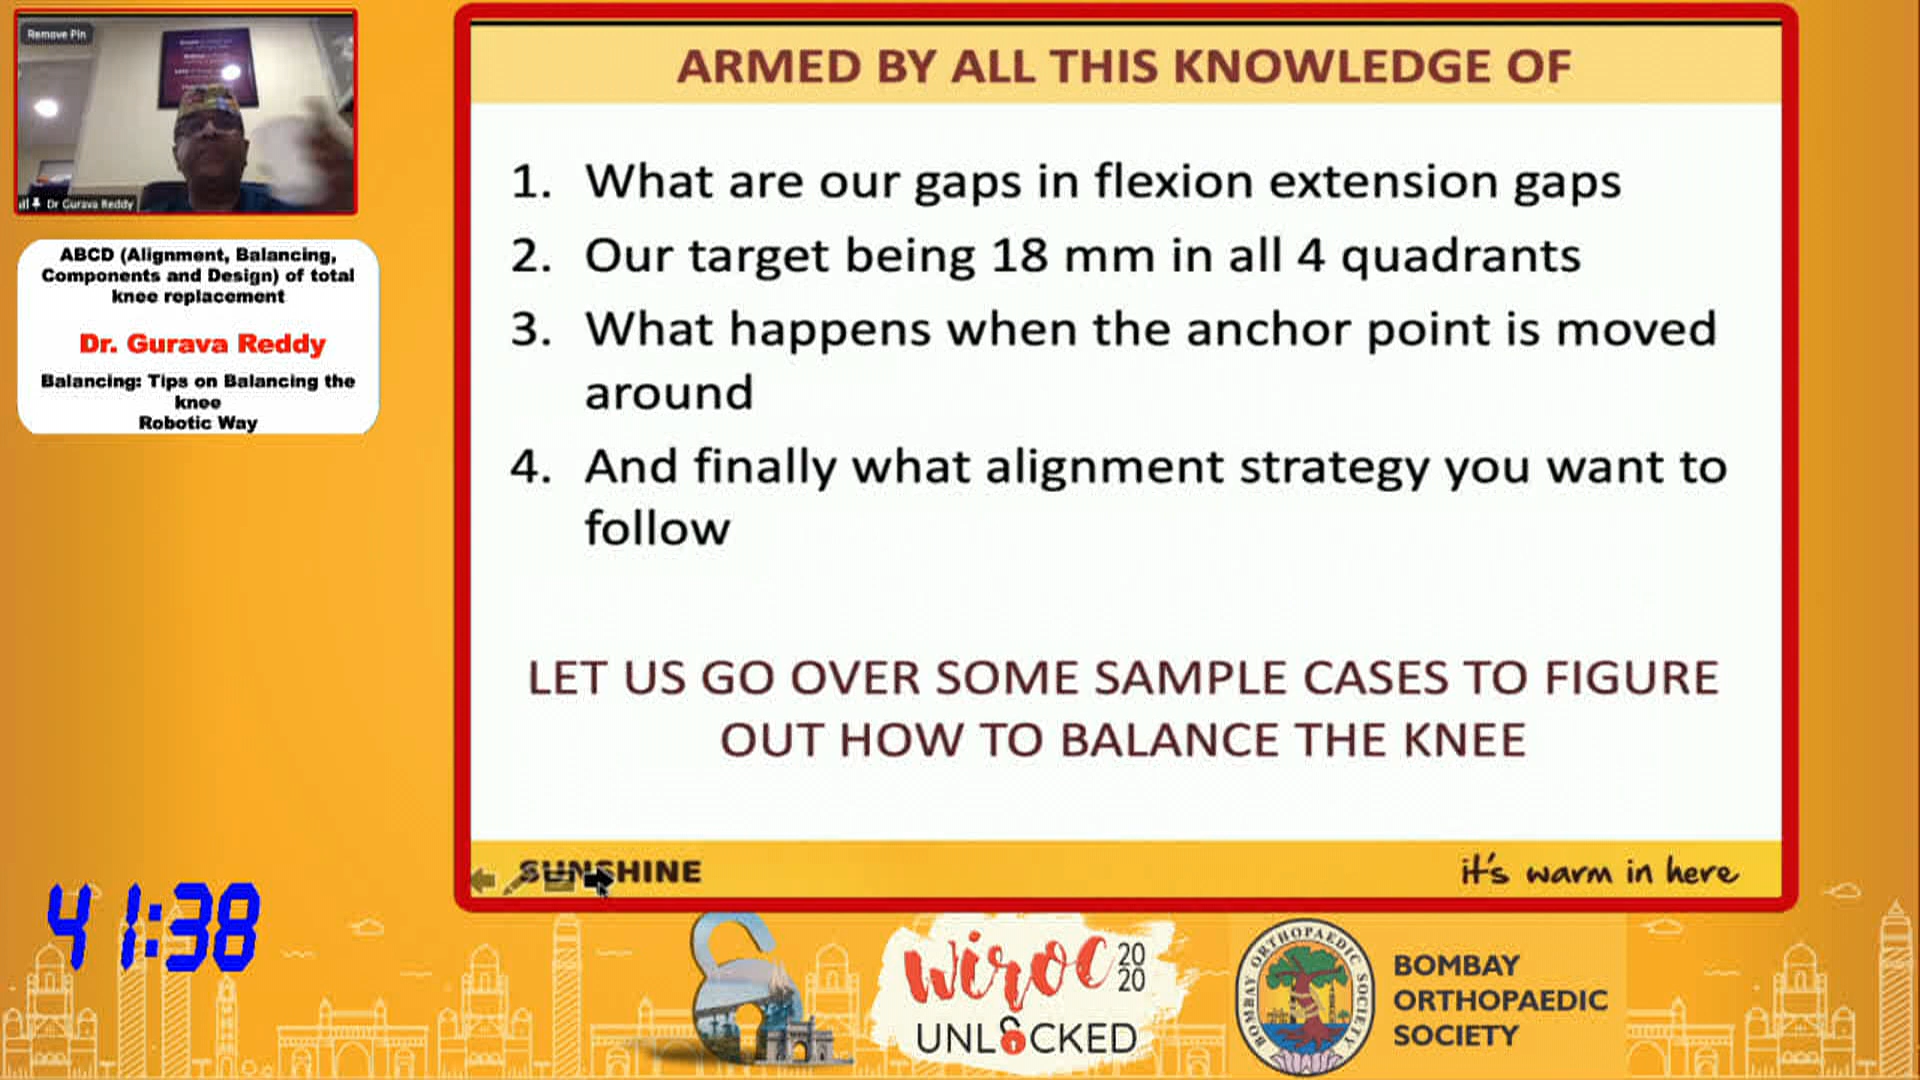 Remove Pin
Dr Gurava Reddy
ABCD (Alignment, Balancing,
Components and Design) of total
knee replacement
Dr. Gurava Reddy
Balancing: Tips on Balancing the
knee
Robotic Way
41:38
ARMED BY ALL THIS KNOWLEDGE OF
1. What are our gaps in flexion extension gaps
2. Our target being 18 mm in all 4 quadrants
3. What happens when the anchor point is moved
around
4. And finally what alignment strategy you want to
follow
LET US GO OVER SOME SAMPLE CASES TO FIGURE
OUT HOW TO BALANCE THE KNEE
SUNSHINE
it's warm in here
wiroc 20
20
UNLOCKED
BOMBAY ORTHOPAEDIC SOCIETY
BOMBAY
ORTHOPAEDIC
SOCIETY